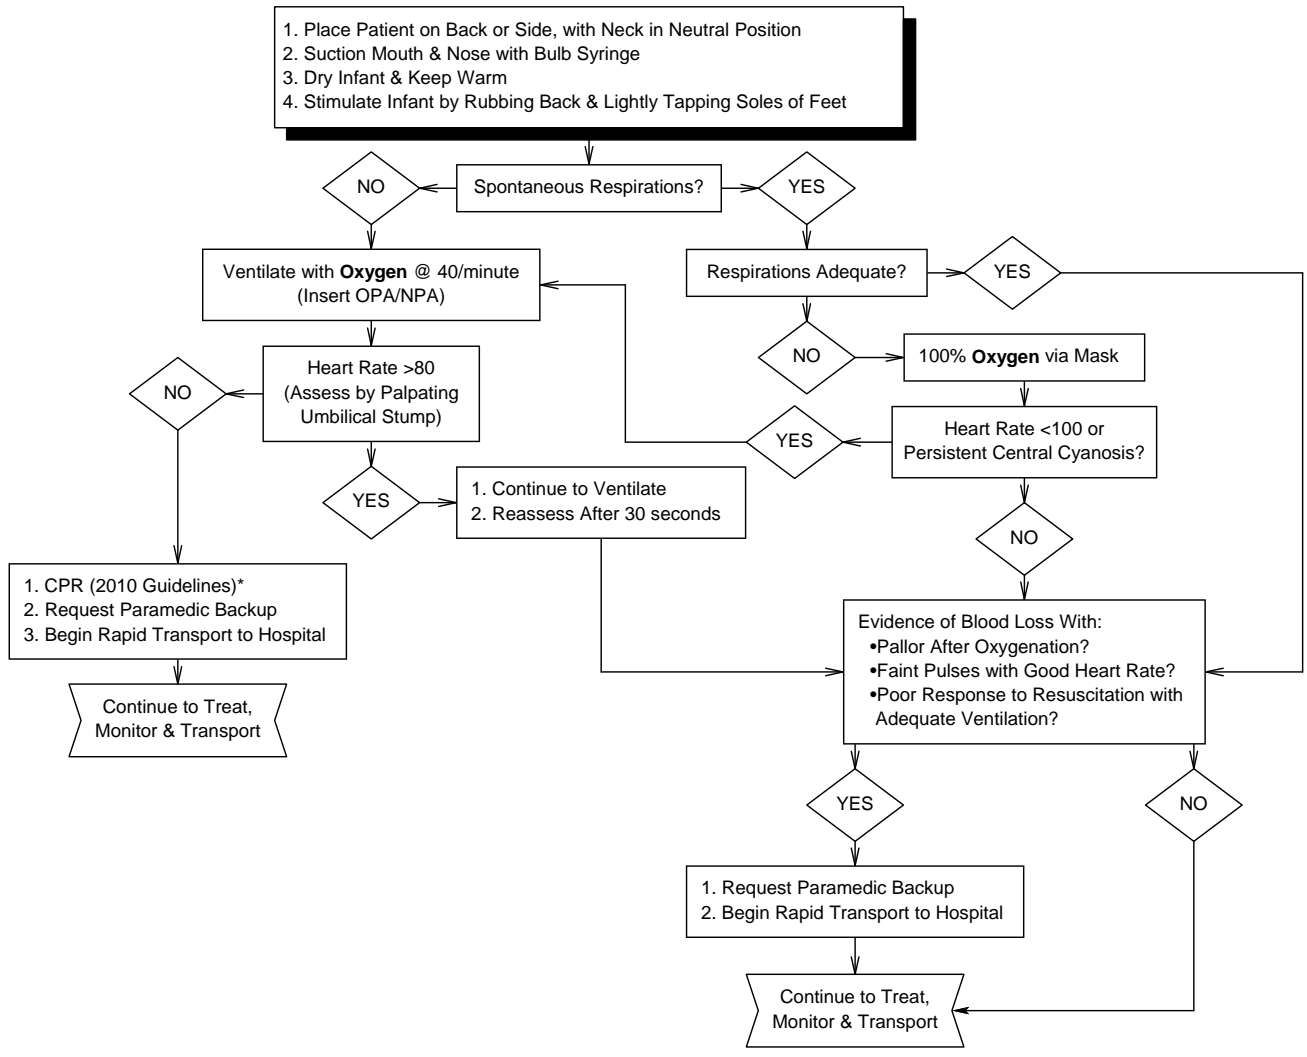 1. Place Patient on Back or Side, with Neck in Neutral Position
2. Suction Mouth & Nose with Bulb Syringe
3. Dry Infant & Keep Warm
4. Stimulate Infant by Rubbing Back & Lightly Tapping Soles of Feet
NO
Spontaneous Respirations?
YES
Ventilate with Oxygen @ 40/minute
(Insert OPA/NPA)
Respirations Adequate?
YES
NO
100% Oxygen via Mask
NO
Heart Rate >80
(Assess by Palpating
Umbilical Stump)
YES
Heart Rate <100 or
Persistent Central Cyanosis?
YES
1. Continue to Ventilate
2. Reassess After 30 seconds
NO
1. CPR (2010 Guidelines)*
2. Request Paramedic Backup
3. Begin Rapid Transport to Hospital
Evidence of Blood Loss With:
•Pallor After Oxygenation?
•Faint Pulses with Good Heart Rate?
•Poor Response to Resuscitation with
Adequate Ventilation?
Continue to Treat,
Monitor & Transport
YES
NO
1. Request Paramedic Backup
2. Begin Rapid Transport to Hospital
Continue to Treat,
Monitor & Transport